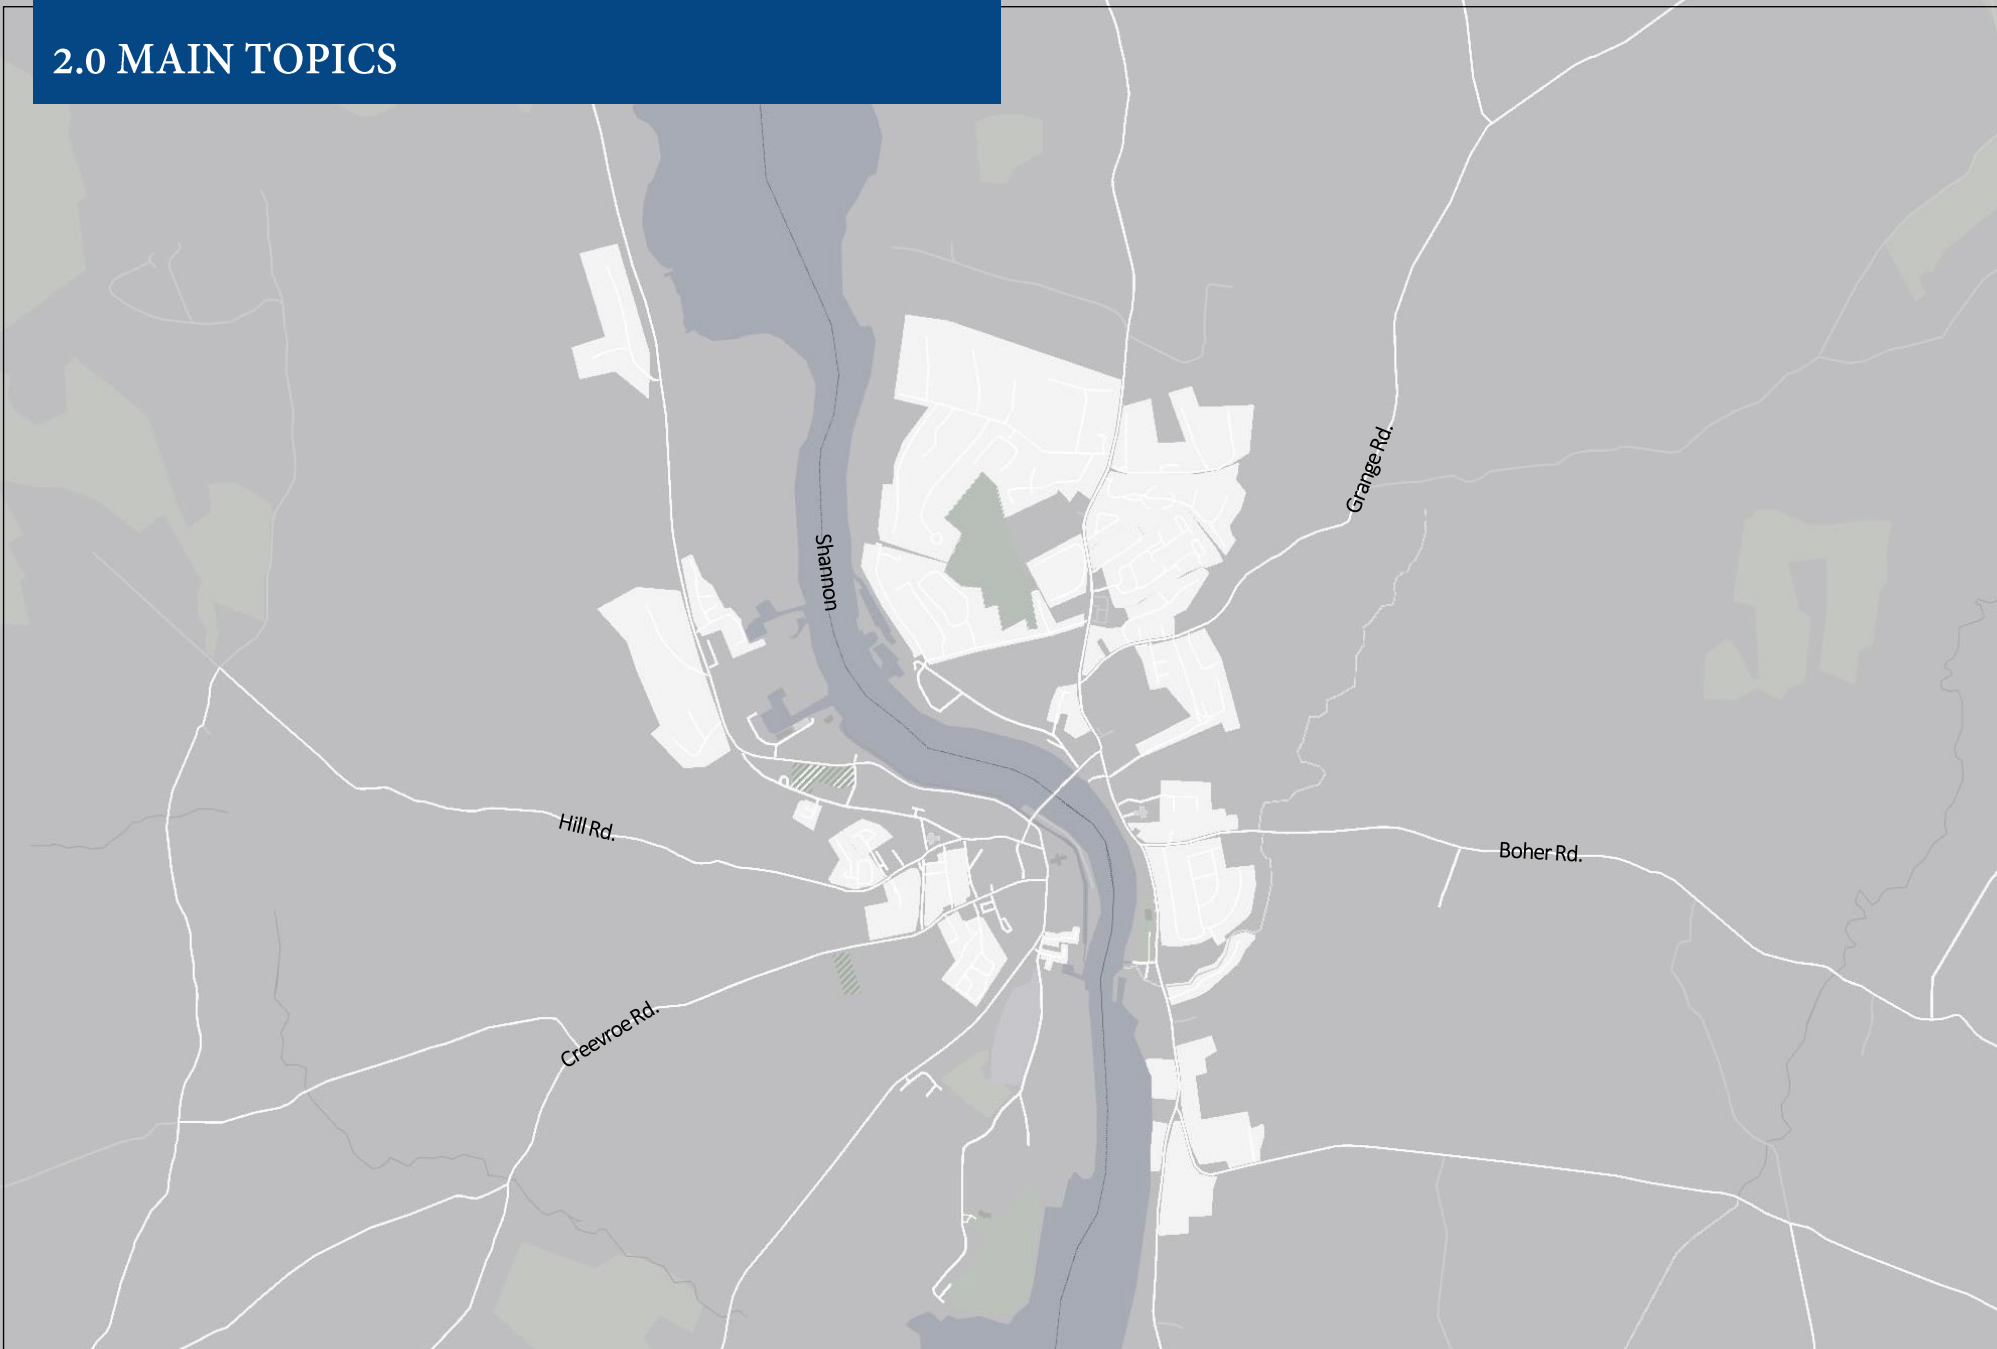 2.0 MAIN TOPICS
Grange Rd.
Shannon
Hill Rd.
Boher Rd.
Creevroe Rd.